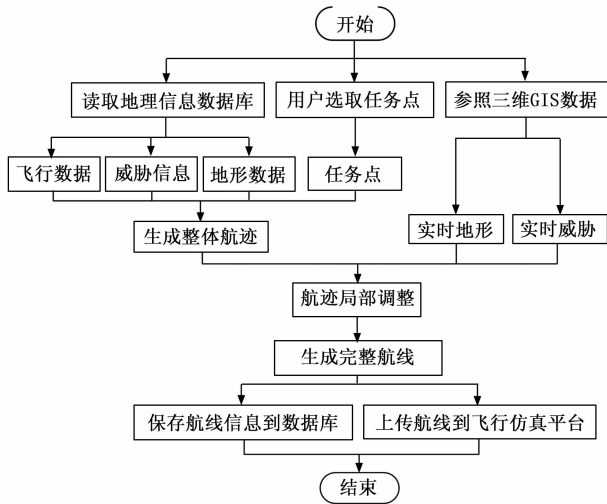 开始
读取地理信息数据库
用户选取任务点
参照三维GIS数据
飞行数据
威胁信息
地形数据
任务点
生成整体航迹
实时地形
实时威胁
航迹局部调整
生成完整航线
保存航线信息到数据库
上传航线到飞行仿真平台
结束